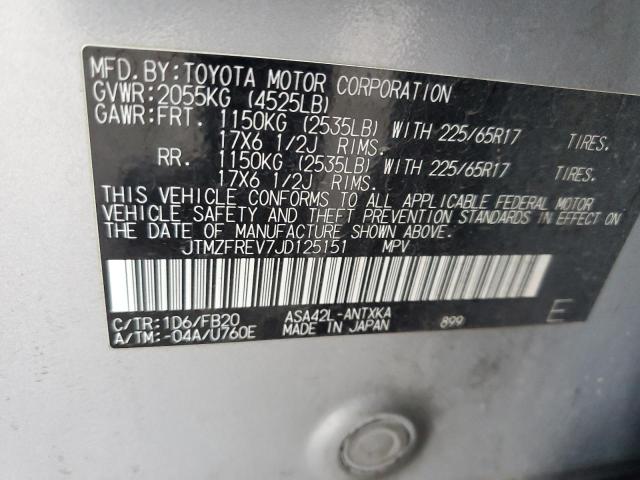 MFD. BY: TOYOTA MOTOR CORPORATION
GVWR: 2055KG (4525LB)
GAWR: FRT. 1150KG (2535LB) WITH 225/65R17 TIRES.
17X6 1/2J RIMS.
RR. 1150KG (2535LB) WITH 225/65R17 TIRES.
17X6 1/2J RIMS.
THIS VEHICLE CONFORMS TO ALL APPLICABLE FEDERAL MOTOR
VEHICLE SAFETY AND THEFT PREVENTION STANDARDS IN EFFECT ON
THE DATE OF MANUFACTURE SHOWN ABOVE.
JTMZFREV7JD125151 MPV
C/TR: 1D6/FB20 ASA42L-ANTXKA 899 E
A/TM: -04A/U760E MADE IN JAPAN